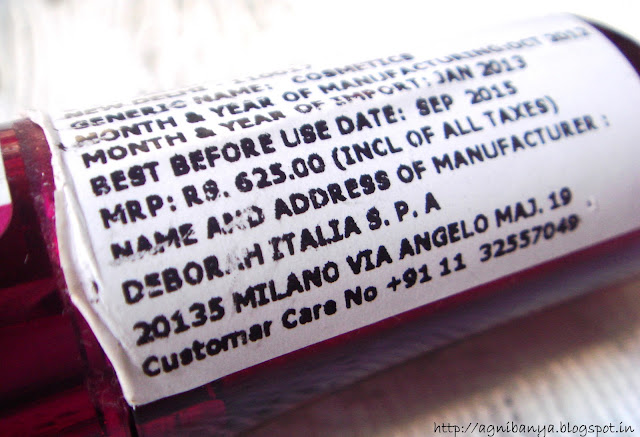 GENERIC NAME: COSMETICS
MONTH & YEAR OF MANUFACTURING:OCT 2012
MONTH & YEAR OF IMPORT: JAN 2013
BEST BEFORE USE DATE: SEP 2015
MRP: RS. 625.00 (INCL OF ALL TAXES)
NAME AND ADDRESS OF MANUFACTURER :
DEBORAH ITALIA S. P. A
20135 MILANO VIA ANGELO MAJ. 19
Customar Care No +91 11 32557049
http://agnibanya.blogspot.in